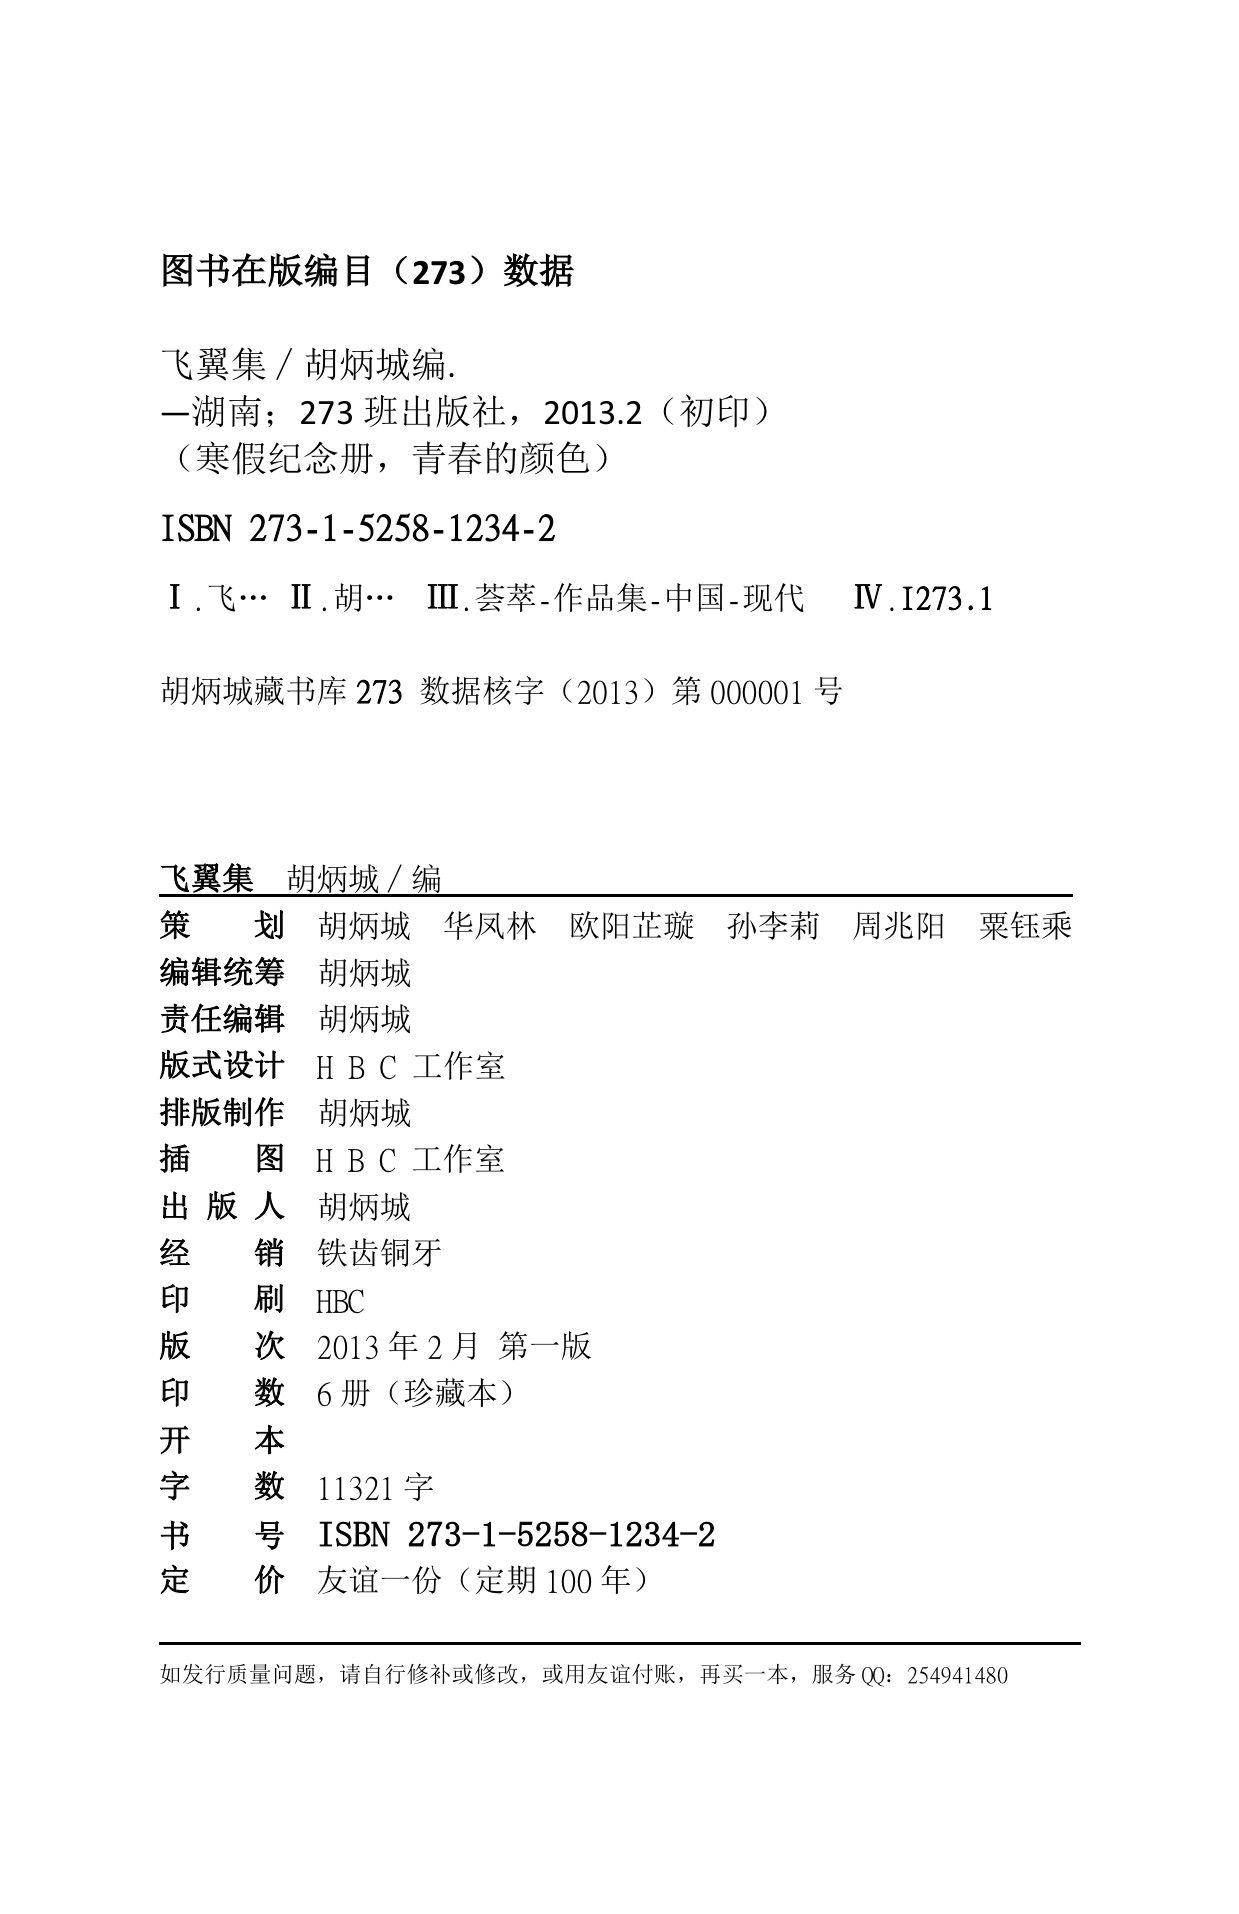 图书在版编目（273）数据
飞翼集 / 胡炳城编.
—湖南；273 班出版社，2013.2（初印）
（寒假纪念册，青春的颜色）
ISBN 273-1-5258-1234-2
Ⅰ.飞… Ⅱ.胡… Ⅲ.荟萃-作品集-中国-现代 Ⅳ.I273.1
胡炳城藏书库 273 数据核字（2013）第 000001 号
飞翼集 胡炳城 / 编
策 划 胡炳城 华凤林 欧阳芷璇 孙李莉 周兆阳 粟钰乘
编辑统筹 胡炳城
责任编辑 胡炳城
版式设计 H B C 工作室
排版制作 胡炳城
插 图 H B C 工作室
出 版 人 胡炳城
经 销 铁齿铜牙
印 刷 HBC
版 次 2013 年 2 月 第一版
印 数 6 册（珍藏本）
开 本
字 数 11321 字
书 号 ISBN 273-1-5258-1234-2
定 价 友谊一份（定期 100 年）
如发行质量问题，请自行修补或修改，或用友谊付账，再买一本，服务 QQ：254941480